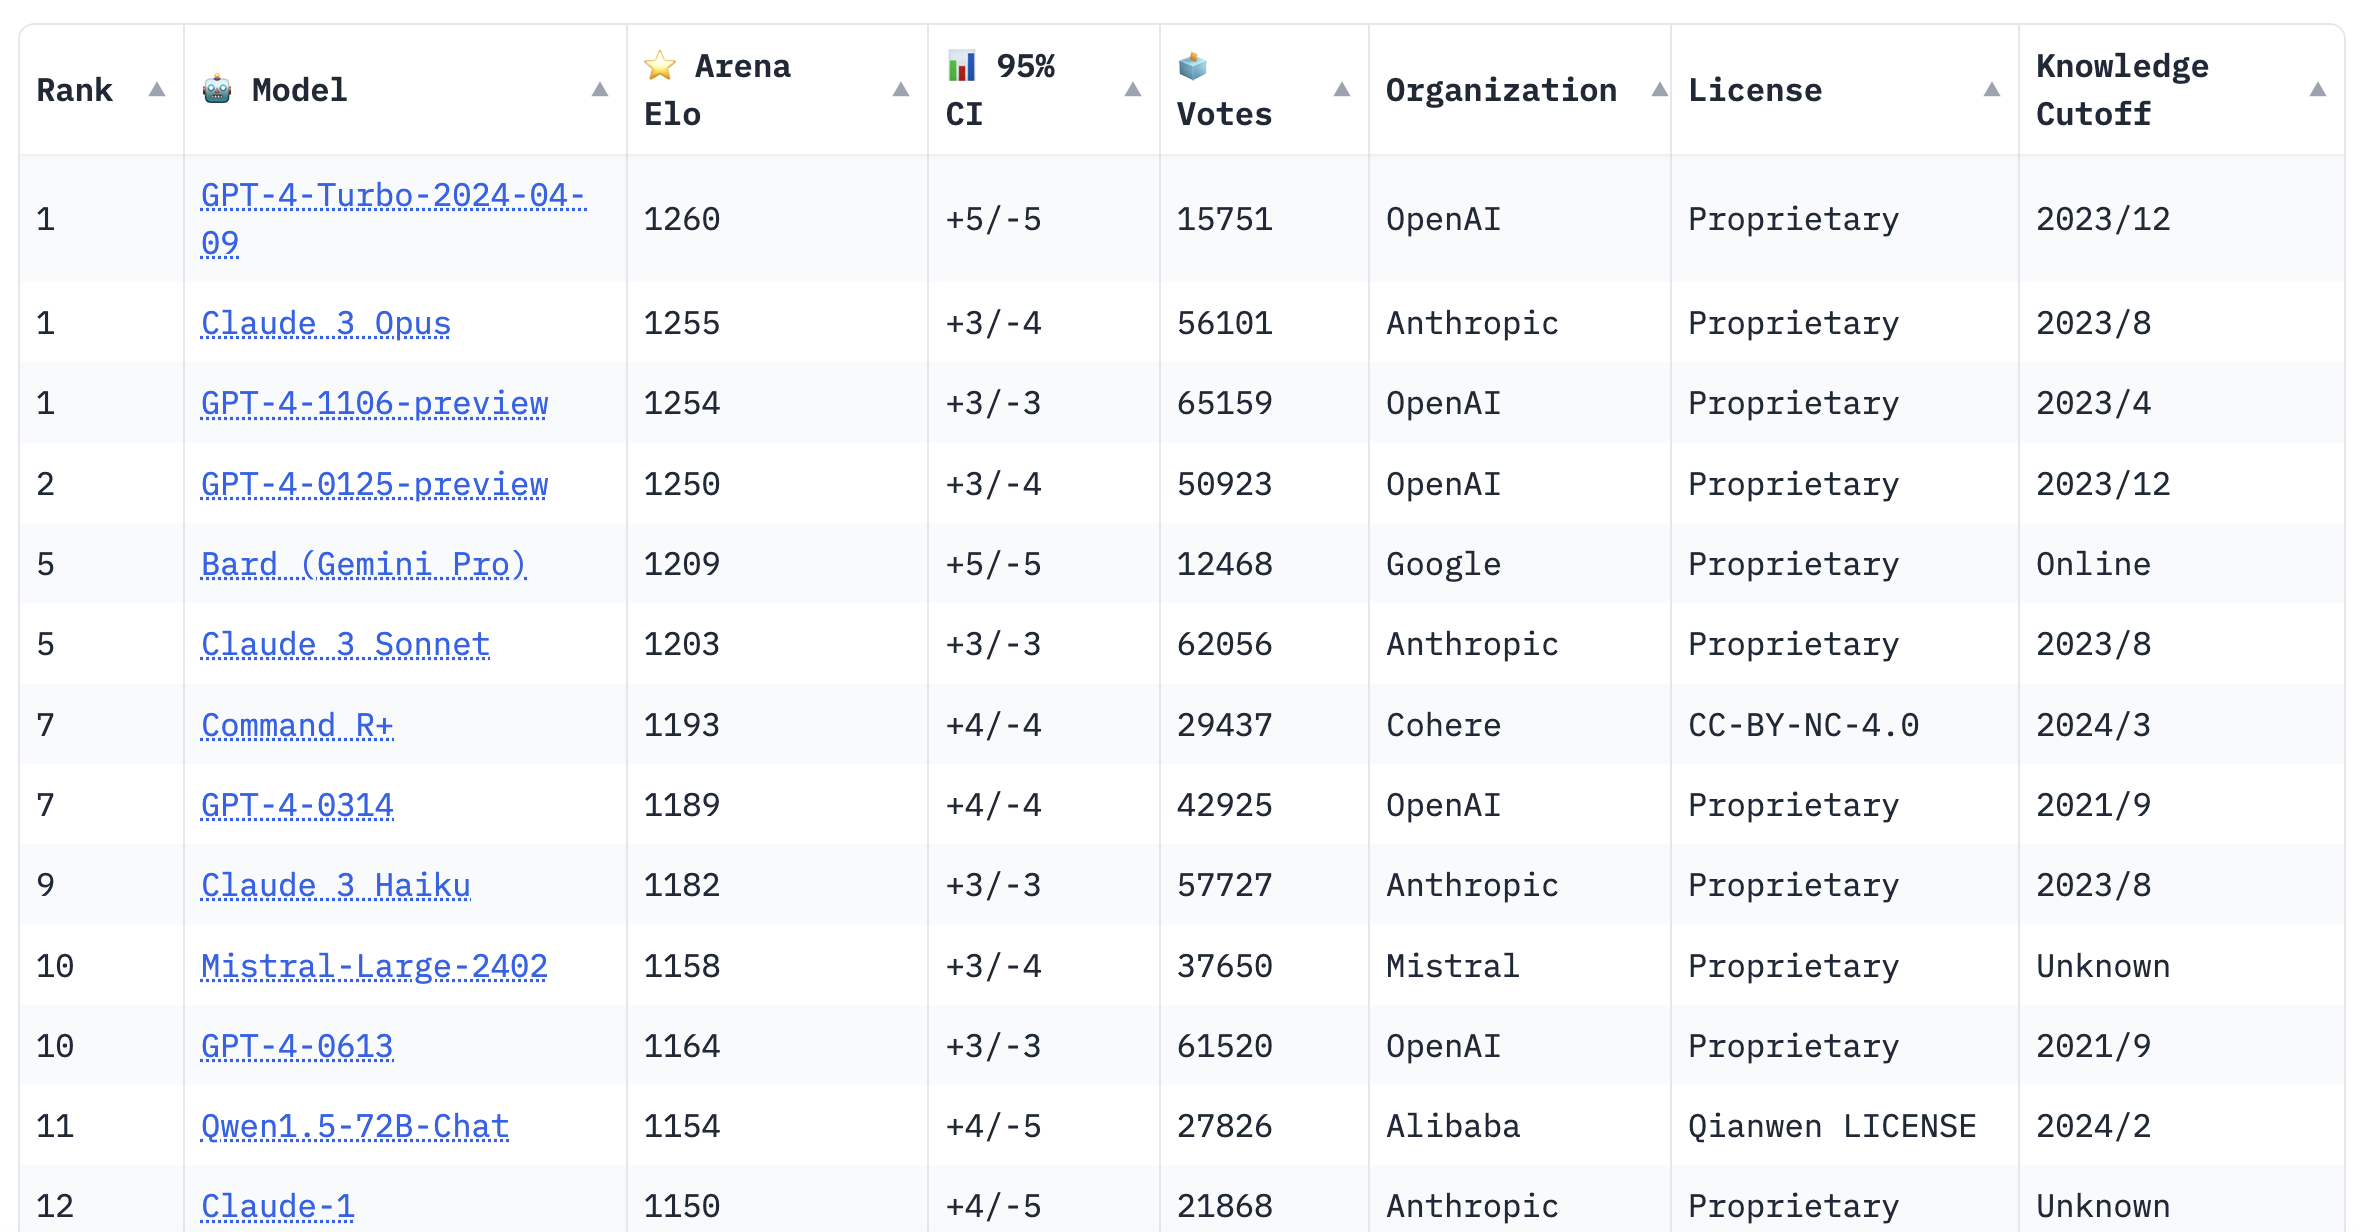 Rank Model Arena Elo 95% CI Votes Organization License Knowledge Cutoff
1 GPT-4-Turbo-2024-04-09 1260 +5/-5 15751 OpenAI Proprietary 2023/12
1 Claude 3 Opus 1255 +3/-4 56101 Anthropic Proprietary 2023/8
1 GPT-4-1106-preview 1254 +3/-3 65159 OpenAI Proprietary 2023/4
2 GPT-4-0125-preview 1250 +3/-4 50923 OpenAI Proprietary 2023/12
5 Bard (Gemini Pro) 1209 +5/-5 12468 Google Proprietary Online
5 Claude 3 Sonnet 1203 +3/-3 62056 Anthropic Proprietary 2023/8
7 Command R+ 1193 +4/-4 29437 Cohere CC-BY-NC-4.0 2024/3
7 GPT-4-0314 1189 +4/-4 42925 OpenAI Proprietary 2021/9
9 Claude 3 Haiku 1182 +3/-3 57727 Anthropic Proprietary 2023/8
10 Mistral-Large-2402 1158 +3/-4 37650 Mistral Proprietary Unknown
10 GPT-4-0613 1164 +3/-3 61520 OpenAI Proprietary 2021/9
11 Qwen1.5-72B-Chat 1154 +4/-5 27826 Alibaba Qianwen LICENSE 2024/2
12 Claude-1 1150 +4/-5 21868 Anthropic Proprietary Unknown